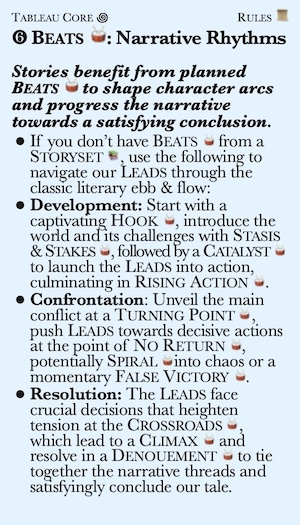 TABLEAU CORE 🌀 RULES 📜
❻ BEATS 🥁: Narrative Rhythms
Stories benefit from planned
BEATS 🥁 to shape character arcs
and progress the narrative
towards a satisfying conclusion.
● If you don't have BEATS 🥁 from a
STORYSET 📚, use the following to
navigate our LEADS through the
classic literary ebb & flow:
● Development: Start with a
captivating HOOK 🥁, introduce the
world and its challenges with STASIS
& STAKES 🥁, followed by a CATALYST 🥁
to launch the LEADS into action,
culminating in RISING ACTION 🥁.
● Confrontation: Unveil the main
conflict at a TURNING POINT 🥁,
push LEADS towards decisive actions
at the point of NO RETURN 🥁,
potentially SPIRAL 🥁into chaos or a
momentary FALSE VICTORY 🥁.
● Resolution: The LEADS face
crucial decisions that heighten
tension at the CROSSROADS 🥁,
which lead to a CLIMAX 🥁 and
resolve in a DENOUEMENT 🥁 to tie
together the narrative threads and
satisfyingly conclude our tale.